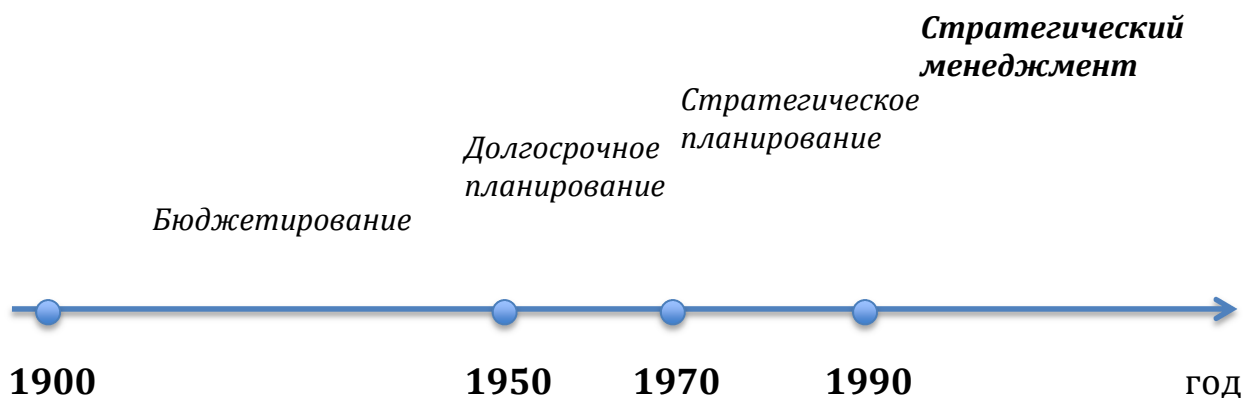 Стратегический
менеджмент
Стратегическое
планирование
Долгосрочное
планирование
Бюджетирование
1900
1950
1970
1990
год